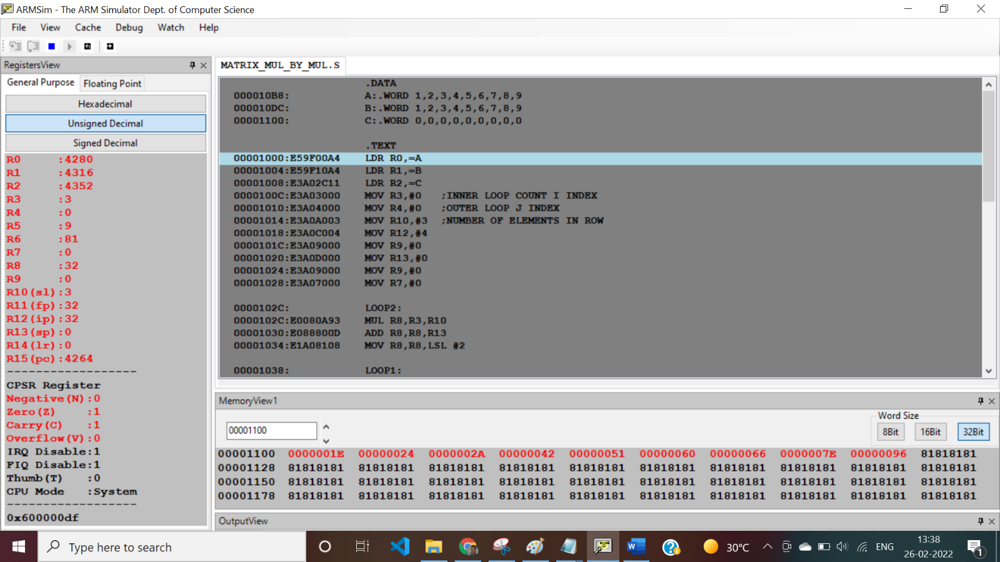 ARMSim - The ARM Simulator Dept. of Computer Science
File View Cache Debug Watch Help
RegistersView
General Purpose Floating Point
Hexadecimal
Unsigned Decimal
Signed Decimal
R0 :4280
R1 :4316
R2 :4352
R3 :3
R4 :0
R5 :9
R6 :81
R7 :0
R8 :32
R9 :0
R10(sl):3
R11(fp):32
R12(ip):32
R13(sp):0
R14(lr):0
R15(pc):4264
------------------
CPSR Register
Negative(N):0
Zero(Z) :1
Carry(C) :1
Overflow(V):0
IRQ Disable:1
FIQ Disable:1
Thumb(T) :0
CPU Mode :System
------------------
0x600000df
MATRIX_MUL_BY_MUL.S
.DATA
000010B8: A:.WORD 1,2,3,4,5,6,7,8,9
000010DC: B:.WORD 1,2,3,4,5,6,7,8,9
00001100: C:.WORD 0,0,0,0,0,0,0,0,0
.TEXT
00001000:E59F00A4 LDR R0,=A
00001004:E59F10A4 LDR R1,=B
00001008:E3A02C11 LDR R2,=C
0000100C:E3A03000 MOV R3,#0 ;INNER LOOP COUNT I INDEX
00001010:E3A04000 MOV R4,#0 ;OUTER LOOP J INDEX
00001014:E3A0A003 MOV R10,#3 ;NUMBER OF ELEMENTS IN ROW
00001018:E3A0C004 MOV R12,#4
0000101C:E3A09000 MOV R9,#0
00001020:E3A0D000 MOV R13,#0
00001024:E3A09000 MOV R9,#0
00001028:E3A07000 MOV R7,#0
0000102C: LOOP2:
0000102C:E0080A93 MUL R8,R3,R10
00001030:E088800D ADD R8,R8,R13
00001034:E1A08108 MOV R8,R8,LSL #2
00001038: LOOP1:
MemoryView1
Word Size
00001100
8Bit 16Bit 32Bit
00001100 0000001E 00000024 0000002A 00000042 00000051 00000060 00000066 0000007E 00000096 81818181
00001128 81818181 81818181 81818181 81818181 81818181 81818181 81818181 81818181 81818181 81818181
00001150 81818181 81818181 81818181 81818181 81818181 81818181 81818181 81818181 81818181 81818181
00001178 81818181 81818181 81818181 81818181 81818181 81818181 81818181 81818181 81818181 81818181
OutputView
Type here to search
30°C
ENG
13:38
26-02-2022
1